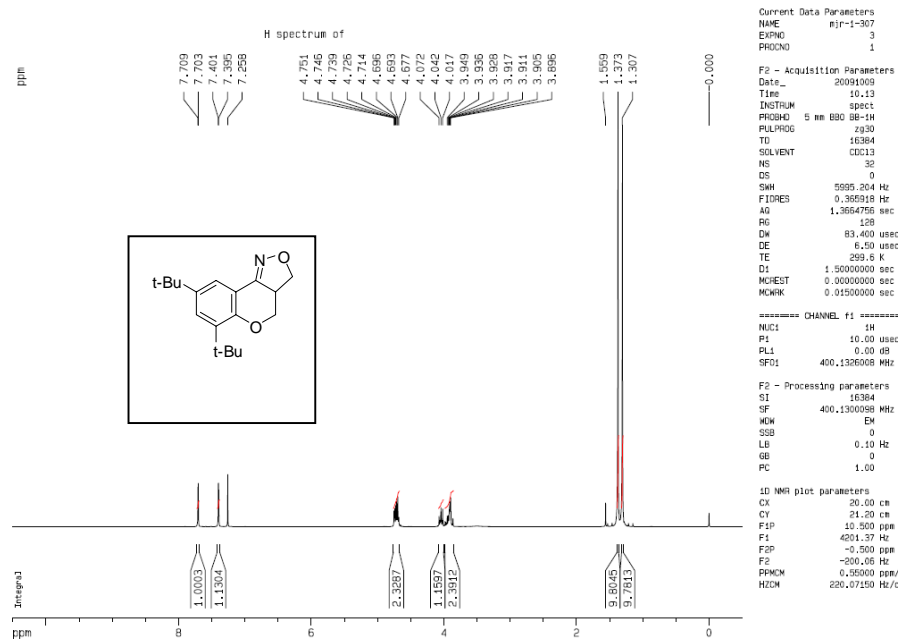 H spectrum of
ppm
7.709
7.703
7.401
7.395
7.258
4.751
4.746
4.739
4.726
4.714
4.696
4.693
4.677
4.072
4.042
4.017
3.949
3.936
3.928
3.917
3.911
3.905
3.896
1.559
1.373
1.307
-0.000
N O
t-Bu
O
t-Bu
Integral
1.0003
1.1304
2.3287
1.1597
2.3912
9.8045
9.7813
ppm 8 6 4 2 0
Current Data Parameters
NAME mjr-1-307
EXPNO 3
PROCNO 1
F2 - Acquisition Parameters
Date_ 20091009
Time 10.13
INSTRUM spect
PROBHD 5 mm BBO BB-1H
PULPROG zg30
TD 16384
SOLVENT CDCl3
NS 32
DS 0
SWH 5995.204 Hz
FIDRES 0.365918 Hz
AQ 1.3664756 sec
RG 128
DW 83.400 usec
DE 6.50 usec
TE 299.6 K
D1 1.50000000 sec
MCREST 0.00000000 sec
MCWRK 0.01500000 sec
======== CHANNEL f1 ========
NUC1 1H
P1 10.00 usec
PL1 0.00 dB
SFO1 400.1326008 MHz
F2 - Processing parameters
SI 16384
SF 400.1300098 MHz
WDW EM
SSB 0
LB 0.10 Hz
GB 0
PC 1.00
1D NMR plot parameters
CX 20.00 cm
CY 21.20 cm
F1P 10.500 ppm
F1 4201.37 Hz
F2P -0.500 ppm
F2 -200.06 Hz
PPMCM 0.55000 ppm/
HZCM 220.07150 Hz/c